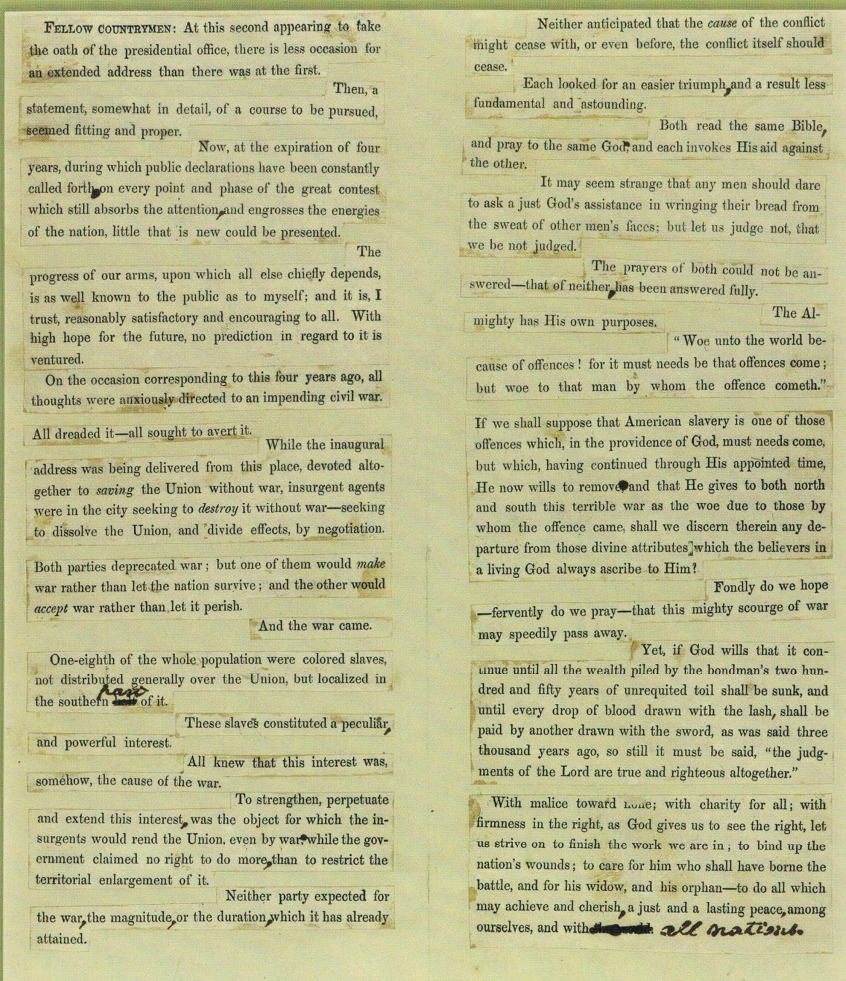 FELLOW COUNTRYMEN: At this second appearing to take
the oath of the presidential office, there is less occasion for
an extended address than there was at the first.
Then, a
statement, somewhat in detail, of a course to be pursued,
seemed fitting and proper.
Now, at the expiration of four
years, during which public declarations have been constantly
called forth, on every point and phase of the great contest
which still absorbs the attention, and engrosses the energies
of the nation, little that is new could be presented.
The
progress of our arms, upon which all else chiefly depends,
is as well known to the public as to myself; and it is, I
trust, reasonably satisfactory and encouraging to all. With
high hope for the future, no prediction in regard to it is
ventured.
On the occasion corresponding to this four years ago, all
thoughts were anxiously directed to an impending civil war.
All dreaded it—all sought to avert it.
While the inaugural
address was being delivered from this place, devoted alto-
gether to saving the Union without war, insurgent agents
were in the city seeking to destroy it without war—seeking
to dissolve the Union, and divide effects, by negotiation.
Both parties deprecated war; but one of them would make
war rather than let the nation survive; and the other would
accept war rather than let it perish.
And the war came.
One-eighth of the whole population were colored slaves,
not distributed generally over the Union, but localized in
the southern part of it.
These slaves constituted a peculiar,
and powerful interest.
All knew that this interest was,
somehow, the cause of the war.
To strengthen, perpetuate
and extend this interest, was the object for which the in-
surgents would rend the Union, even by war; while the gov-
ernment claimed no right to do more, than to restrict the
territorial enlargement of it.
Neither party expected for
the war, the magnitude, or the duration, which it has already
attained.
Neither anticipated that the cause of the conflict
might cease with, or even before, the conflict itself should
cease.
Each looked for an easier triumph, and a result less
fundamental and astounding.
Both read the same Bible,
and pray to the same God; and each invokes His aid against
the other.
It may seem strange that any men should dare
to ask a just God's assistance in wringing their bread from
the sweat of other men's faces; but let us judge not, that
we be not judged.
The prayers of both could not be an-
swered—that of neither, has been answered fully.
The Al-
mighty has His own purposes.
"Woe unto the world be-
cause of offences! for it must needs be that offences come;
but woe to that man by whom the offence cometh."
If we shall suppose that American slavery is one of those
offences which, in the providence of God, must needs come,
but which, having continued through His appointed time,
He now wills to remove, and that He gives to both north
and south this terrible war as the woe due to those by
whom the offence came, shall we discern therein any de-
parture from those divine attributes which the believers in
a living God always ascribe to Him?
Fondly do we hope
—fervently do we pray—that this mighty scourge of war
may speedily pass away.
Yet, if God wills that it con-
tinue until all the wealth piled by the bondman's two hun-
dred and fifty years of unrequited toil shall be sunk, and
until every drop of blood drawn with the lash, shall be
paid by another drawn with the sword, as was said three
thousand years ago, so still it must be said, "the judg-
ments of the Lord are true and righteous altogether."
With malice toward none; with charity for all; with
firmness in the right, as God gives us to see the right, let
us strive on to finish the work we are in; to bind up the
nation's wounds; to care for him who shall have borne the
battle, and for his widow, and his orphan—to do all which
may achieve and cherish, a just and a lasting peace, among
ourselves, and with all nations.